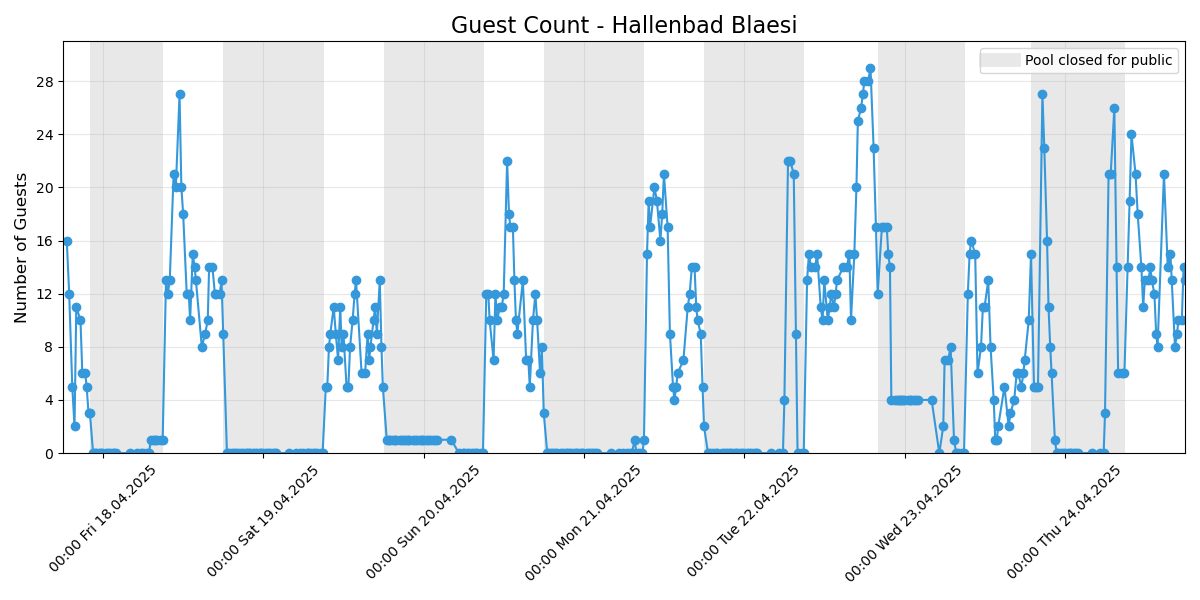 Guest Count - Hallenbad Blaesi
Pool closed for public
Number of Guests
28
24
20
16
12
8
4
0
00:00 Fri 18.04.2025
00:00 Sat 19.04.2025
00:00 Sun 20.04.2025
00:00 Mon 21.04.2025
00:00 Tue 22.04.2025
00:00 Wed 23.04.2025
00:00 Thu 24.04.2025